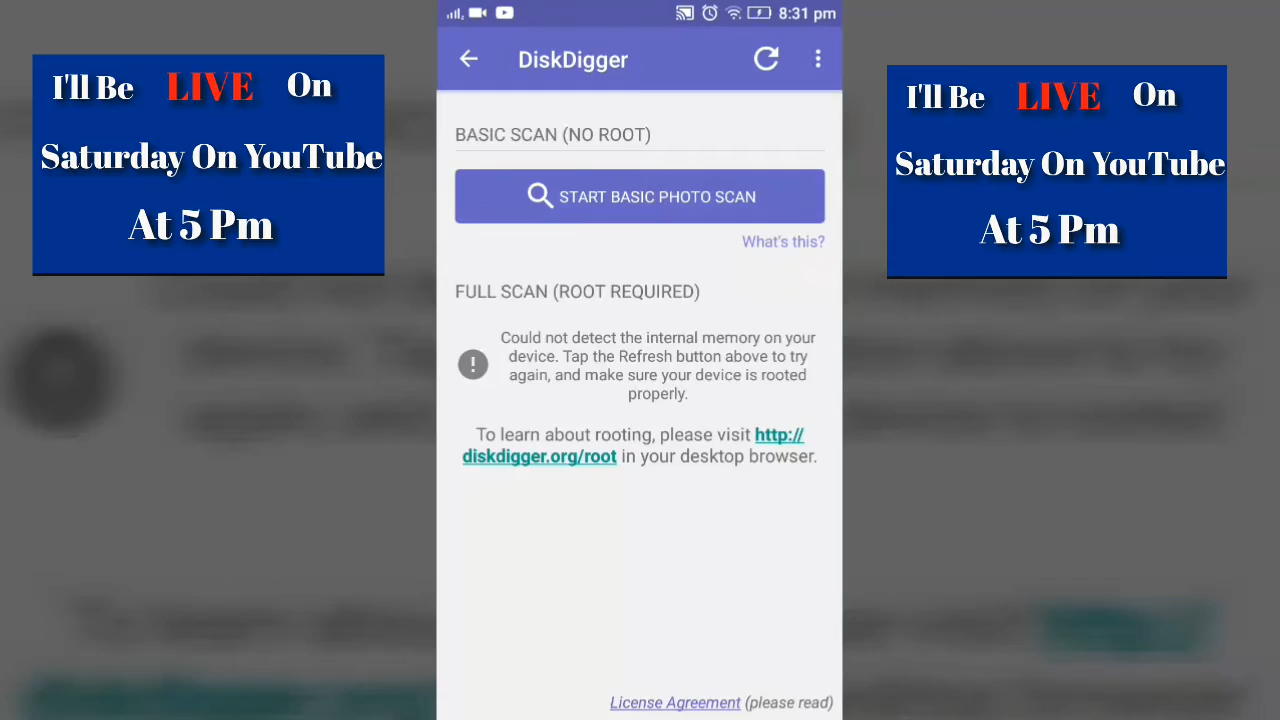 I'll Be LIVE On
Saturday On YouTube
At 5 Pm
8:31 pm
DiskDigger
BASIC SCAN (NO ROOT)
START BASIC PHOTO SCAN
What's this?
FULL SCAN (ROOT REQUIRED)
Could not detect the internal memory on your
device. Tap the Refresh button above to try
again, and make sure your device is rooted
properly.
To learn about rooting, please visit http://
diskdigger.org/root in your desktop browser.
License Agreement (please read)
I'll Be LIVE On
Saturday On YouTube
At 5 Pm